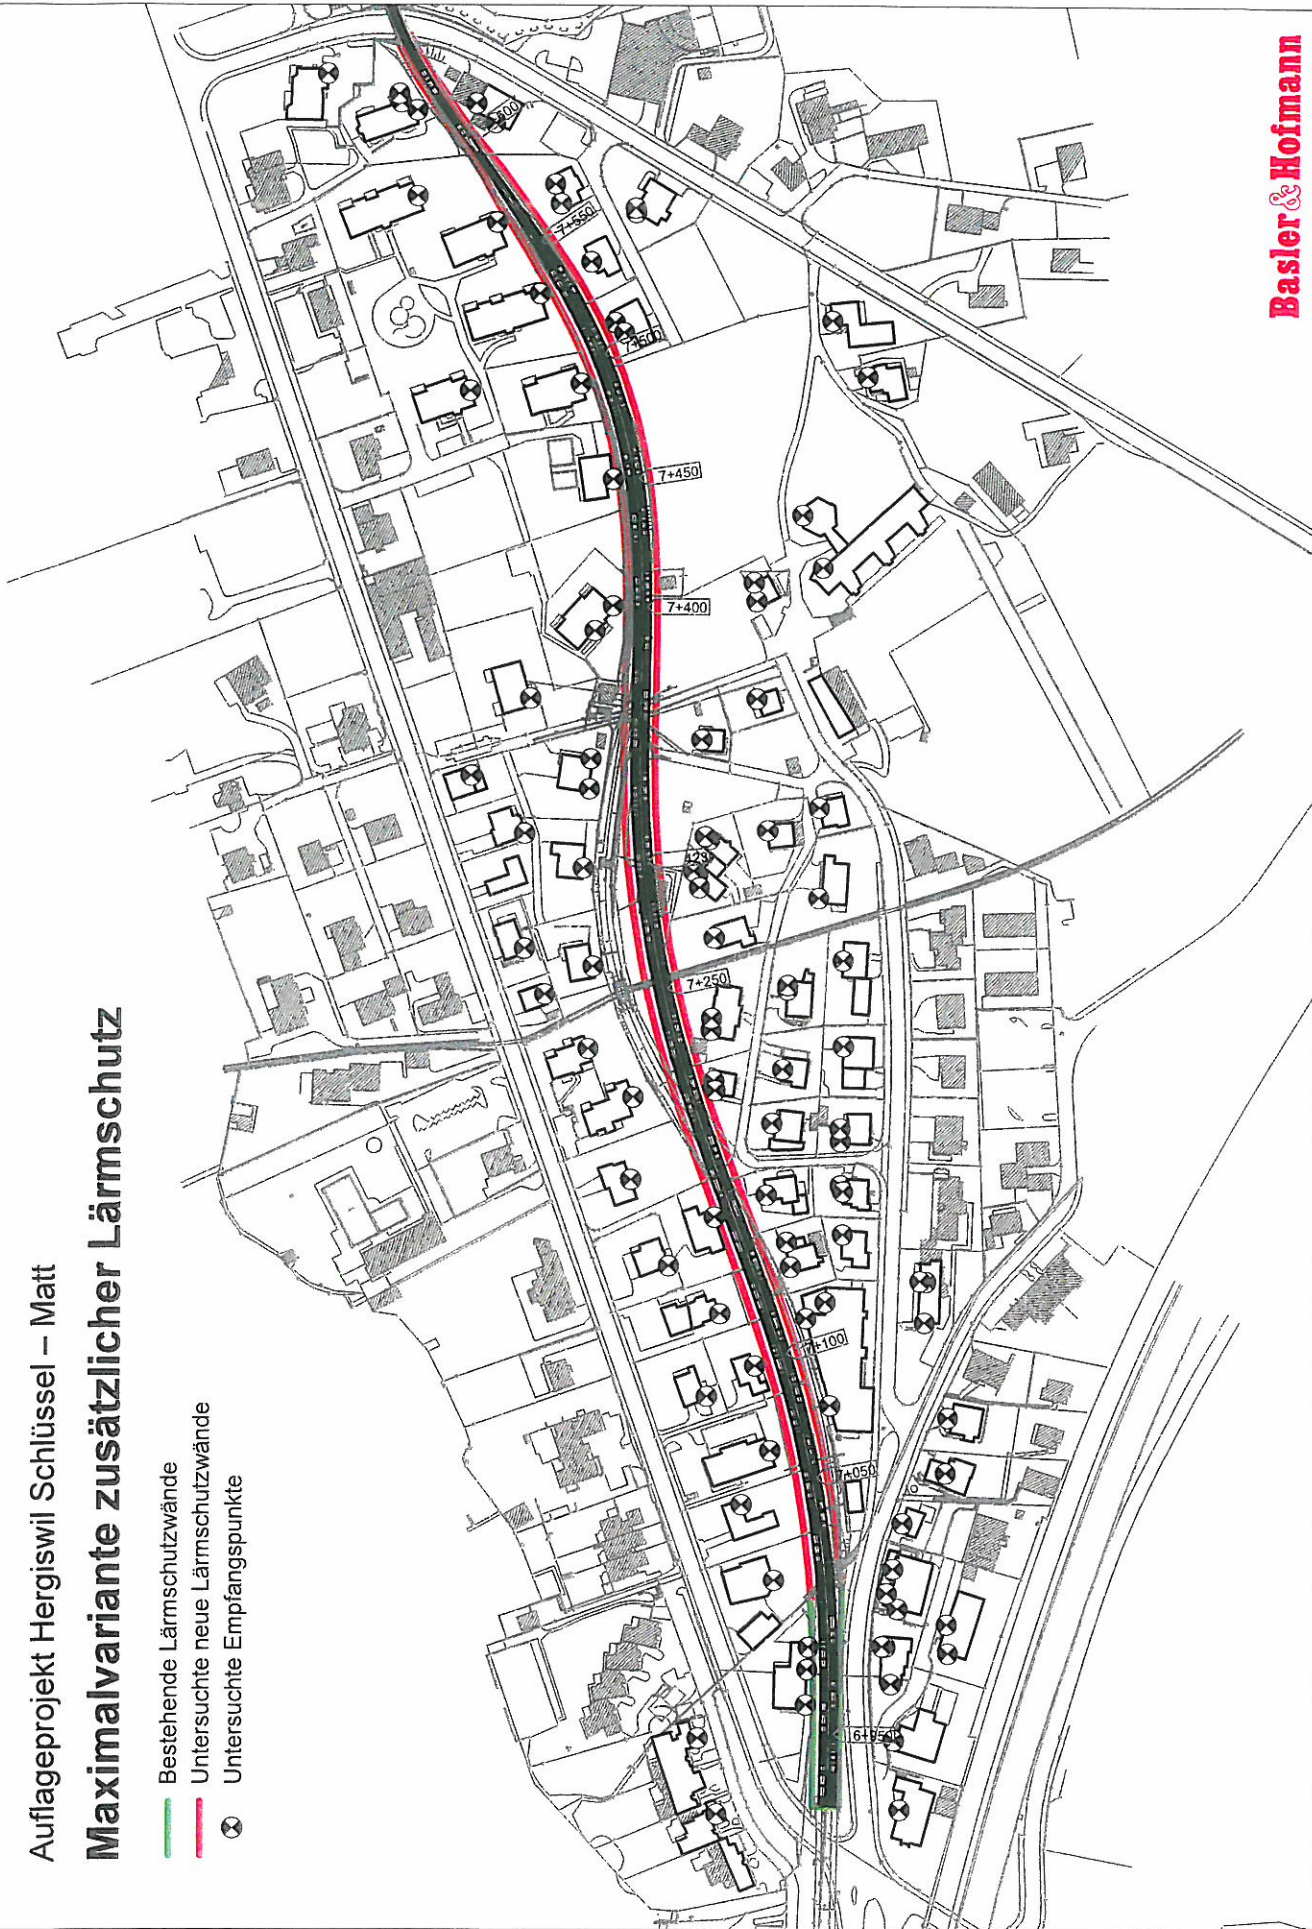 Auflageprojekt Hergiswil Schlüssel – Matt
Maximalvariante zusätzlicher Lärmschutz
Bestehende Lärmschutzwände
Untersuchte neue Lärmschutzwände
Untersuchte Empfangspunkte
6+950
7+050
7+100
7+250
7+400
7+450
7+500
7+550
Basler & Hofmann